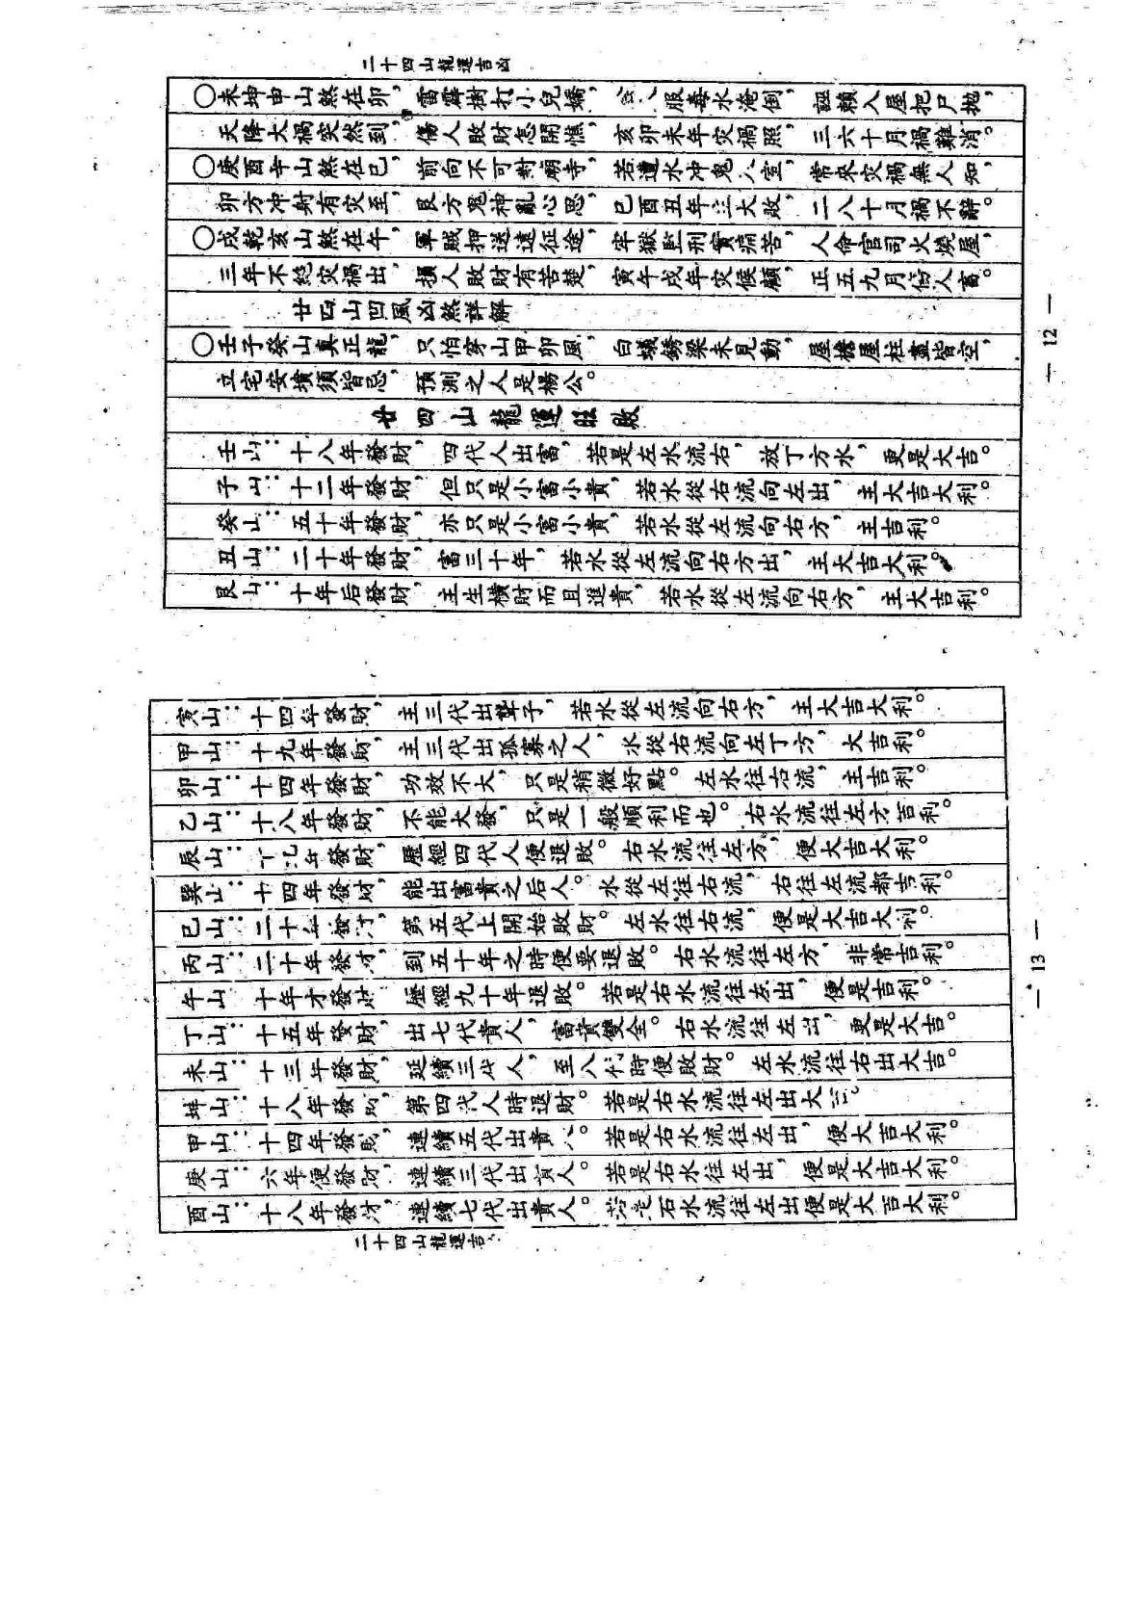 二十四山龍運吉凶
○未坤申山煞在卯，雷霹樹打小兒嬌，服毒水淹倒，誣賴入屋把尸拋，
天降大禍突然到，傷人敗財怎開憔，亥卯未年灾禍照，三六十月禍難消。
○庚酉辛山煞在巳，前向不可對廟寺，若遭水冲鬼入室，常來灾禍無人知，
卯方冲射有灾至，艮方鬼神亂心思，巳酉丑年大敗，二八十月禍不辭。
○戌乾亥山煞在午，軍賊押送遠征途，牢獄監刑實痛苦，人命官司火燒屋，
三年不絕灾禍出，損人敗財有苦楚，寅午戌年灾候顧，正五九月傷人畜。
廿四山凹風凶煞詳解
○壬子癸山真正龍，只怕穿山甲卯風，白蟻銹梁未見動，屋檐屋柱盡皆空，
立宅安墳須皆忌，預測之人是楊公。
廿四山龍運旺敗
壬山：十八年發財，四代人出富，若是左水流右，放丁方水，更是大吉。
子山：十二年發財，但只是小富小貴，若水從右流向左出，主大吉大利。
癸山：五十年發財，亦只是小富小貴，若水從左流向右方，主吉利。
丑山：二十年發財，富三十年，若水從左流向右方出，主大吉大利。
艮山：十年后發財，主生橫財而且進貴，若水從左流向右方，主大吉利。
— 12 —
寅山：十四年發財，主三代出聾子，若水從左流向右方，主大吉大利。
甲山：十九年發財，主三代出孤寡之人，水從右流向左丁方，大吉利。
卯山：十四年發財，功效不大，只是稍微好點。左水往右流，主吉利。
乙山：十八年發財，不能大發，只是一般順利而也。右水流往左方吉利。
辰山：年發財，歷經四代人便退敗。右水流往左方，便大吉大利。
巽山：十四年發財，能出富貴之后人。水從左往右流，右往左流都吉利。
巳山：二十年發財，第五代上開始敗財。左水往右流，便是大吉大利。
丙山：二十年發財，到五十年之時便要退敗。右水流往左方，非常吉利。
午山 十年才發財 歷經九十年退敗。若是右水流往左出，便是吉利。
丁山：十五年發財，出七代貴人，富貴雙全。右水流往左出，更是大吉。
未山：十三年發財，延續三代人，至八代時便敗財。左水流往右出大吉。
坤山：十八年發財，第四代人時退財。若是右水流往左出大
甲山：十四年發財，連續五代出貴人。若是右水流往左出，便大吉大利。
庚山：六年便發財，連續三代出貴人。若是右水往左出，便是大吉大利。
酉山：十八年發財，連續七代出貴人。若是右水流往左出便是大吉大利。
二十四山龍運吉
— 13 —